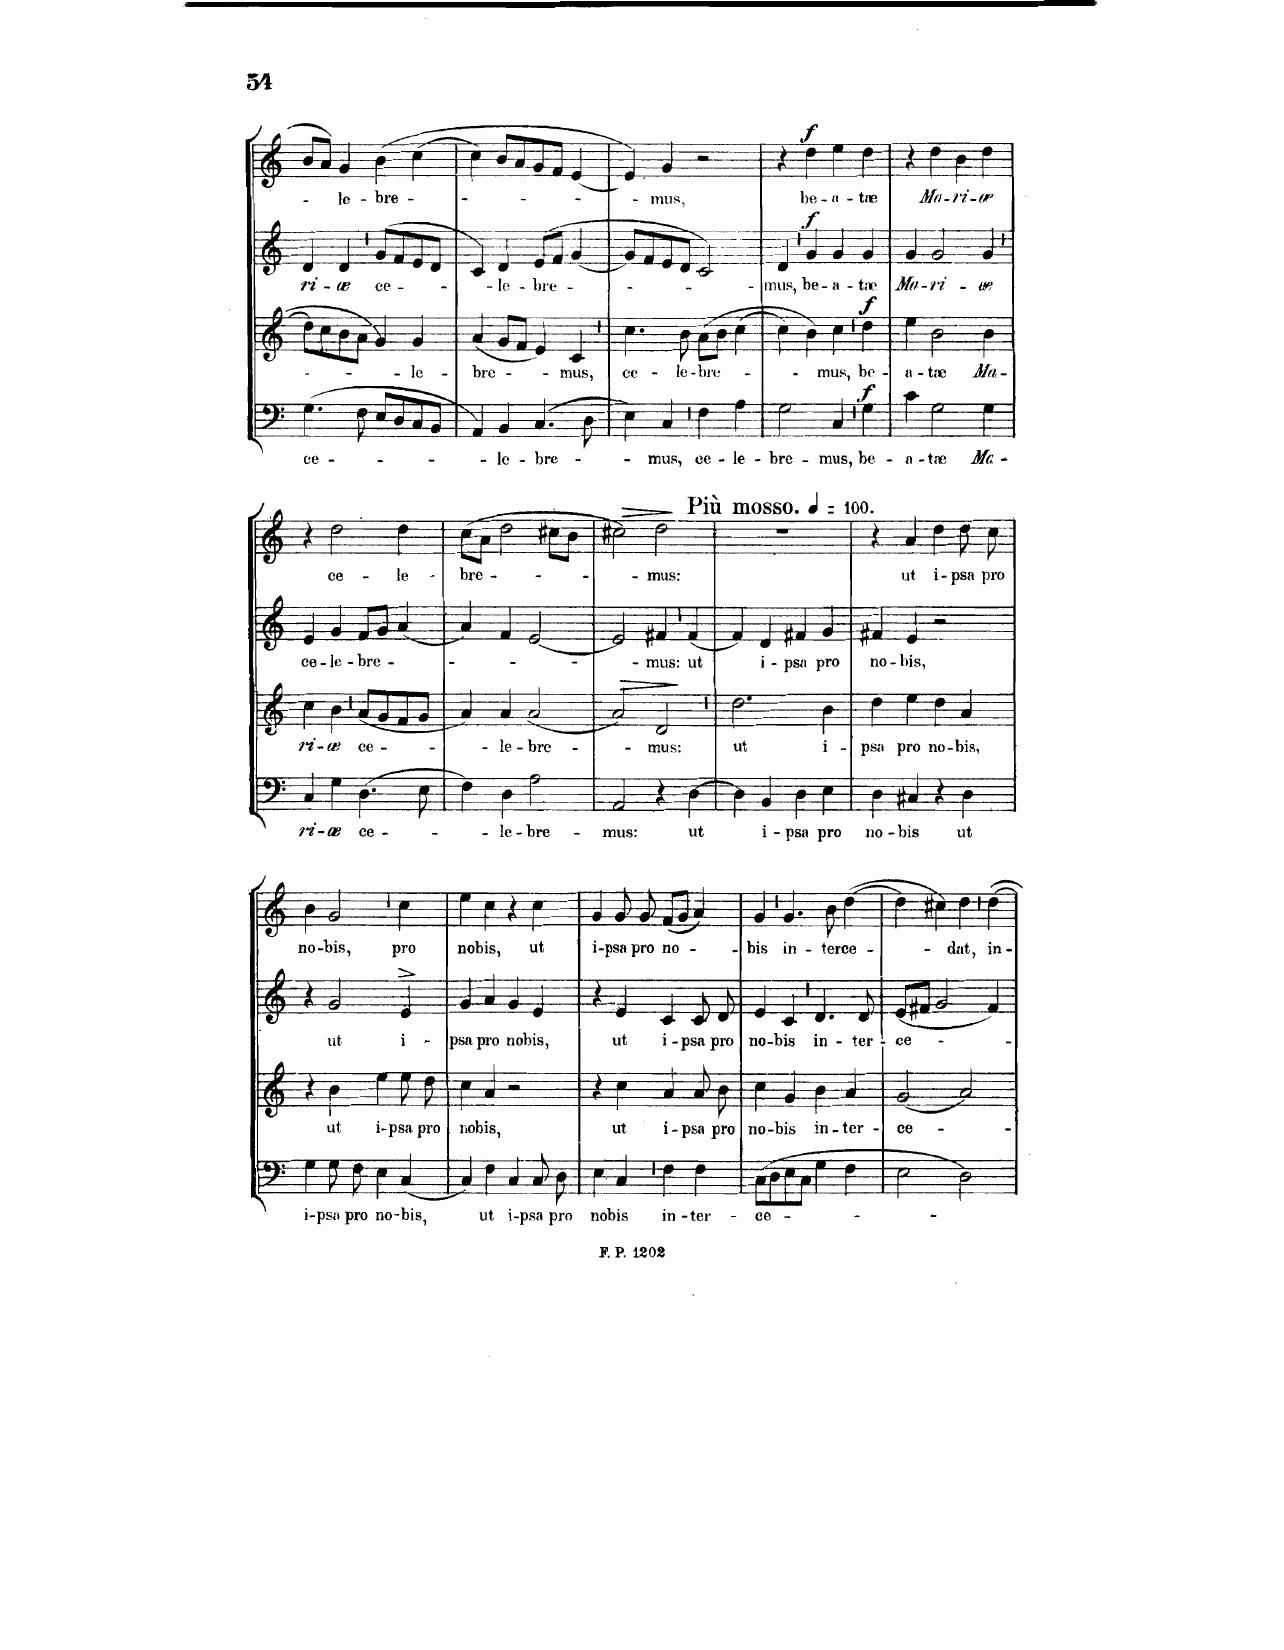 54
f
- le - bre - - - - - - - mus, be - a - tæ Ma - ri - æ
f
ri - æ ce - - - le - bre - - - - - mus, be - a - tæ Ma - ri - æ
f
- - - - le - bre - - mus, ce - le - bre - - - mus, be - a - tæ Ma -
f
ce - - - - - le - bre - - mus, ce - le - bre - mus, be - a - tæ Ma -
Più mosso. ♩ = 100.
ce - le - bre - - - - mus: ut i - psa pro
ce - le - bre - - - - - mus: ut i - psa pro no - bis,
ri - æ ce - - - le - bre - - mus: ut i - psa pro no - bis,
ri - æ ce - - - le - bre - mus: ut i - psa pro no - bis ut
no - bis, pro nobis, ut i - psa pro no - - bis in - terce - - dat, in -
ut i - psa pro nobis, ut i - psa pro no - bis in - ter - ce - - -
ut i - psa pro nobis, ut i - psa pro no - bis in - ter - ce - -
i - psa pro no - bis, ut i - psa pro nobis in - ter - ce - - -
F. P. 1202